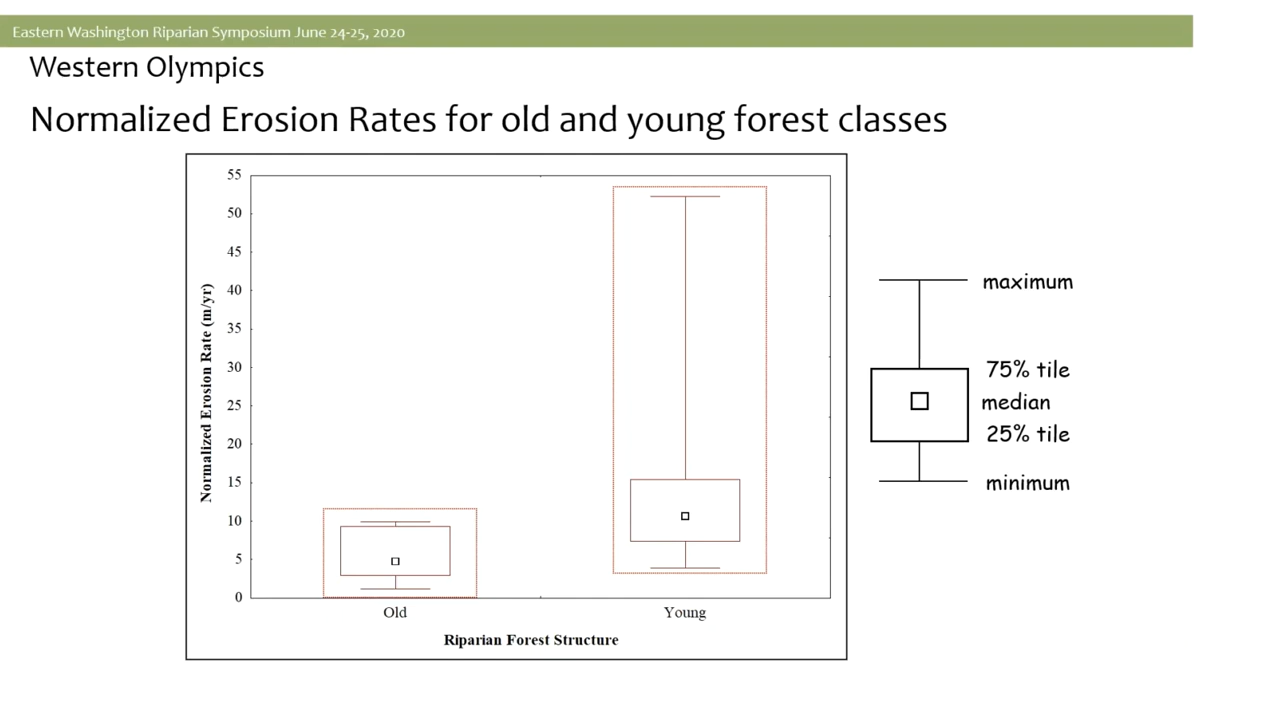 Eastern Washington Riparian Symposium June 24-25, 2020
Western Olympics
Normalized Erosion Rates for old and young forest classes
55
50
45
40
35
30
25
20
15
10
5
0
Normalized Erosion Rate (m/yr)
Old
Young
Riparian Forest Structure
maximum
75% tile
median
25% tile
minimum